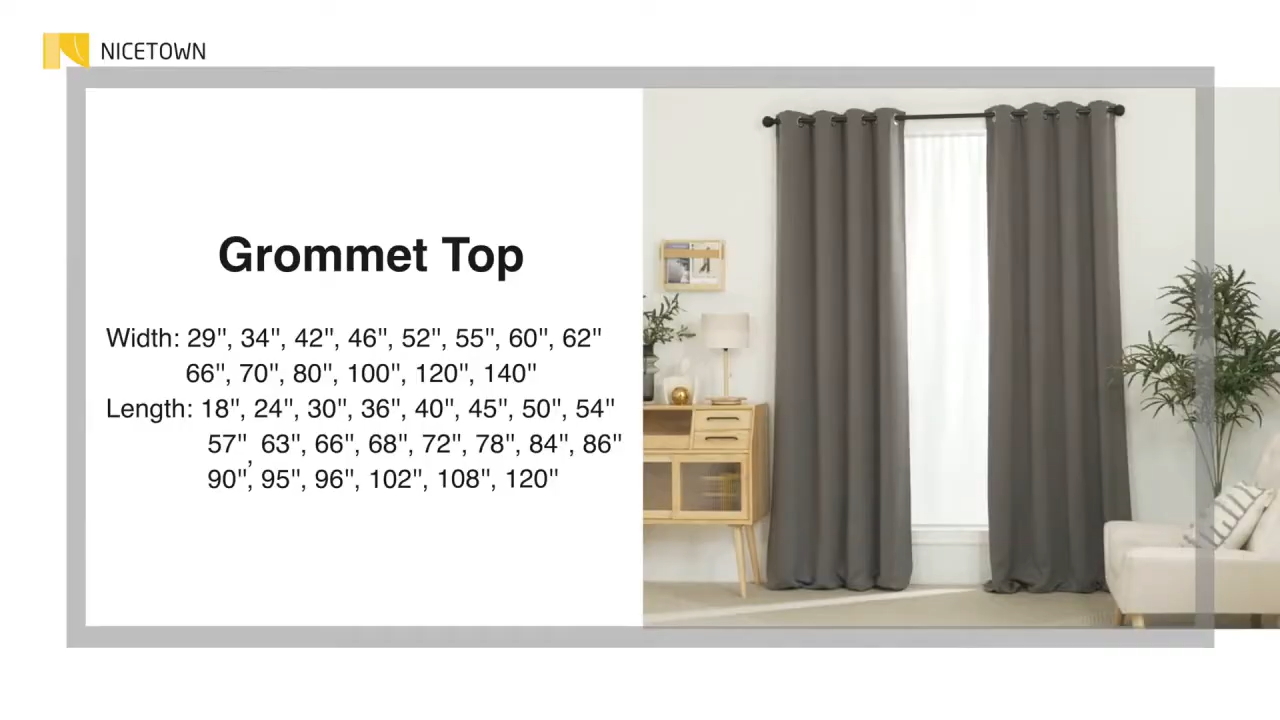 NICETOWN
Grommet Top
Width: 29", 34", 42", 46", 52", 55", 60", 62"
66", 70", 80", 100", 120", 140"
Length: 18", 24", 30", 36", 40", 45", 50", 54"
57", 63", 66", 68", 72", 78", 84", 86"
90", 95", 96", 102", 108", 120"